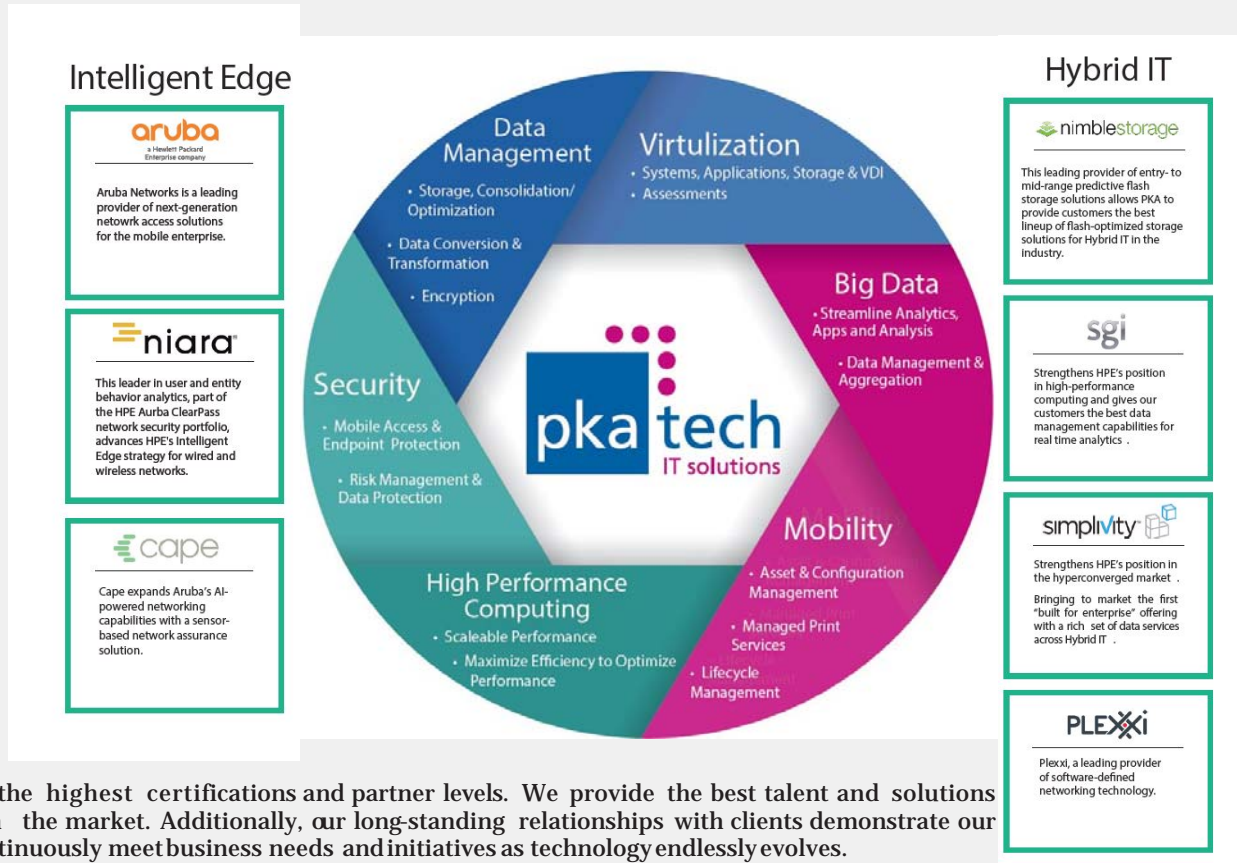 Intelligent Edge
aruba
a Hewlett Packard
Enterprise company
Aruba Networks is a leading
provider of next-generation
netowrk access solutions
for the mobile enterprise.
niara
This leader in user and entity
behavior analytics, part of
the HPE Aurba ClearPass
network security portfolio,
advances HPE's Intelligent
Edge strategy for wired and
wireless networks.
cape
Cape expands Aruba's AI-
powered networking
capabilities with a sensor-
based network assurance
solution.
Data
Management
• Storage, Consolidation/
Optimization
• Data Conversion &
Transformation
• Encryption
Virtulization
• Systems, Applications, Storage & VDI
• Assessments
Big Data
• Streamline Analytics,
Apps and Analysis
• Data Management &
Aggregation
Security
• Mobile Access &
Endpoint Protection
• Risk Management &
Data Protection
pka tech
IT solutions
Mobility
• Asset & Configuration
Management
• Managed Print
Services
• Lifecycle
Management
High Performance
Computing
• Scaleable Performance
• Maximize Efficiency to Optimize
Performance
Hybrid IT
nimblestorage
This leading provider of entry- to
mid-range predictive flash
storage solutions allows PKA to
provide customers the best
lineup of flash-optimized storage
solutions for Hybrid IT in the
industry.
sgi
Strengthens HPE's position
in high-performance
computing and gives our
customers the best data
management capabilities for
real time analytics .
simplivity
Strengthens HPE's position in
the hyperconverged market .
Bringing to market the first
"built for enterprise" offering
with a rich set of data services
across Hybrid IT .
PLEXXI
Plexxi, a leading provider
of software-defined
networking technology.
the highest certifications and partner levels. We provide the best talent and solutions
the market. Additionally, our long-standing relationships with clients demonstrate our
tinuously meet business needs and initiatives as technology endlessly evolves.